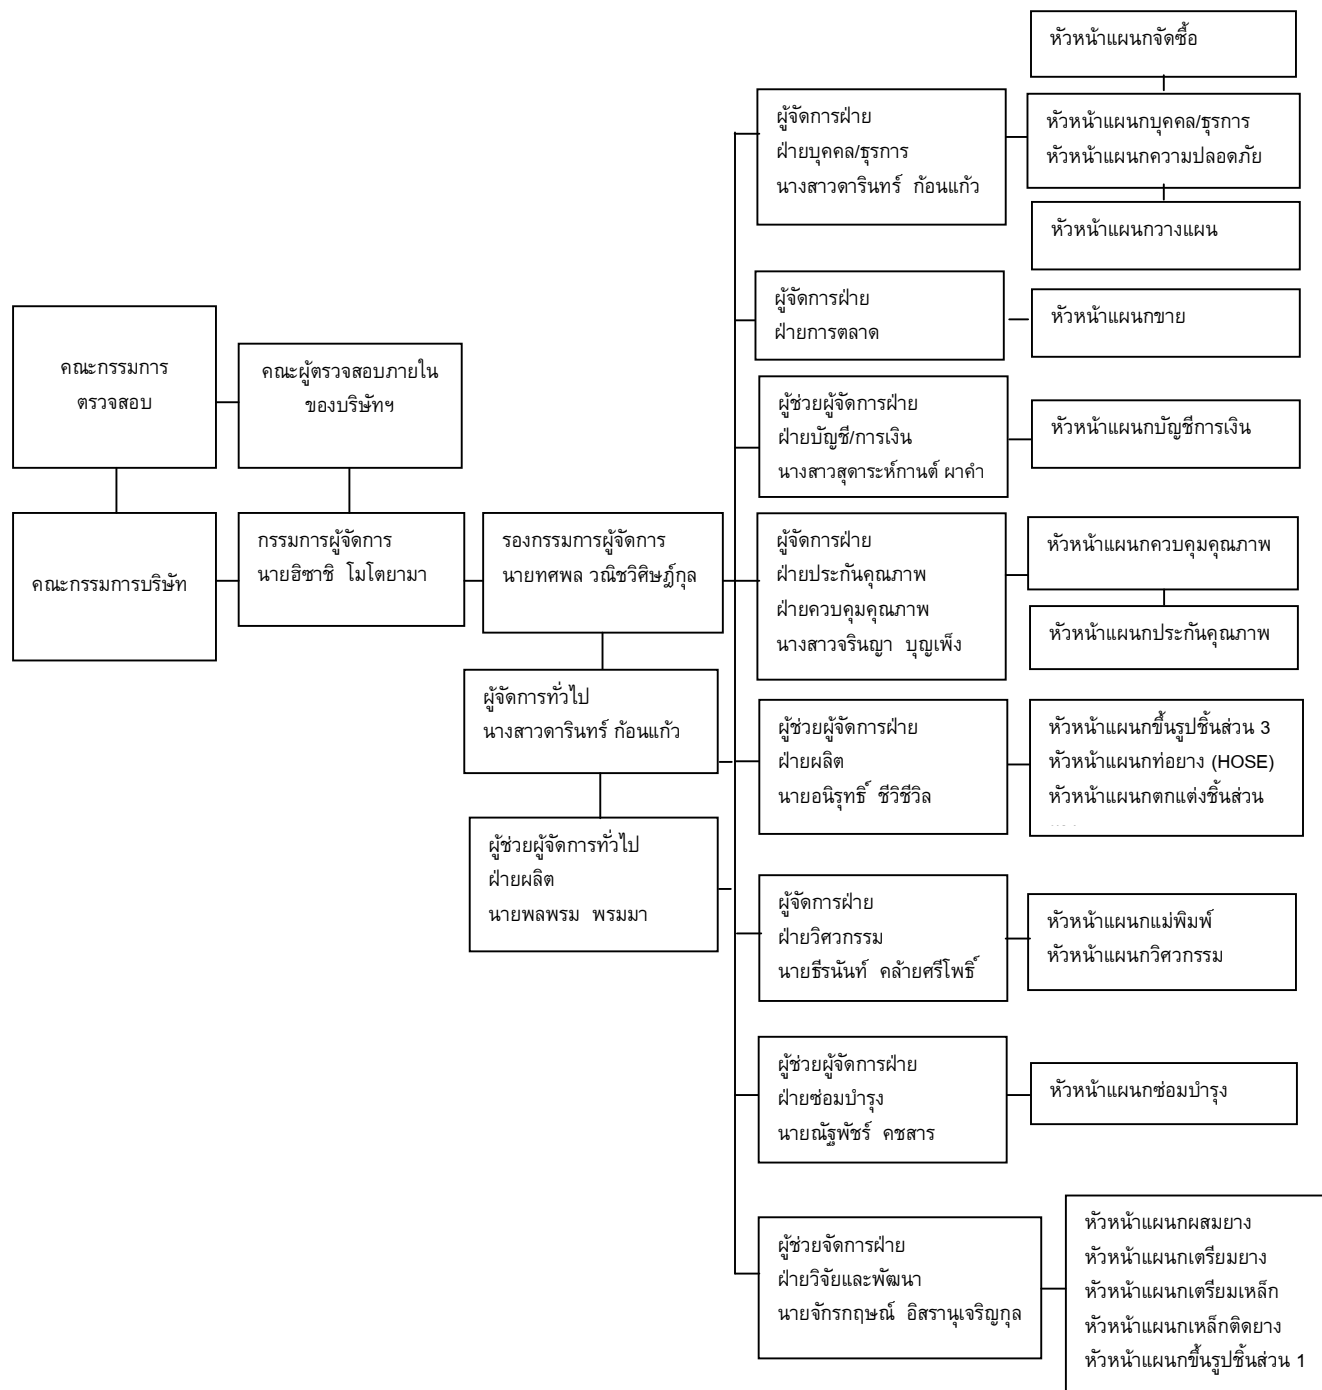 หัวหน้าแผนกจัดซื้อ
ผู้จัดการฝ่าย
ฝ่ายบุคคล/ธุรการ
นางสาวดารินทร์ ก้อนแก้ว
หัวหน้าแผนกบุคคล/ธุรการ
หัวหน้าแผนกความปลอดภัย
หัวหน้าแผนกวางแผน
ผู้จัดการฝ่าย
ฝ่ายการตลาด
หัวหน้าแผนกขาย
คณะกรรมการ
ตรวจสอบ
คณะผู้ตรวจสอบภายใน
ของบริษัทฯ
ผู้ช่วยผู้จัดการฝ่าย
ฝ่ายบัญชี/การเงิน
นางสาวสุดาระห์กานต์ ผาคำ
หัวหน้าแผนกบัญชีการเงิน
คณะกรรมการบริษัท
กรรมการผู้จัดการ
นายฮิซาชิ โมโตยามา
รองกรรมการผู้จัดการ
นายทศพล วณิชวิศิษฎ์กุล
ผู้จัดการฝ่าย
ฝ่ายประกันคุณภาพ
ฝ่ายควบคุมคุณภาพ
นางสาวจรินญา บุญเพ็ง
หัวหน้าแผนกควบคุมคุณภาพ
หัวหน้าแผนกประกันคุณภาพ
ผู้จัดการทั่วไป
นางสาวดารินทร์ ก้อนแก้ว
ผู้ช่วยผู้จัดการฝ่าย
ฝ่ายผลิต
นายอนิรุทธิ์ ชีวิชีวิล
หัวหน้าแผนกขึ้นรูปชิ้นส่วน 3
หัวหน้าแผนกท่อยาง (HOSE)
หัวหน้าแผนกตกแต่งชิ้นส่วน
ผู้ช่วยผู้จัดการทั่วไป
ฝ่ายผลิต
นายพลพรม พรมมา
ผู้จัดการฝ่าย
ฝ่ายวิศวกรรม
นายธีรนันท์ คล้ายศรีโพธิ์
หัวหน้าแผนกแม่พิมพ์
หัวหน้าแผนกวิศวกรรม
ผู้ช่วยผู้จัดการฝ่าย
ฝ่ายซ่อมบำรุง
นายณัฐพัชร์ คชสาร
หัวหน้าแผนกซ่อมบำรุง
ผู้ช่วยจัดการฝ่าย
ฝ่ายวิจัยและพัฒนา
นายจักรกฤษณ์ อิสรานุเจริญกุล
หัวหน้าแผนกผสมยาง
หัวหน้าแผนกเตรียมยาง
หัวหน้าแผนกเตรียมเหล็ก
หัวหน้าแผนกเหล็กติดยาง
หัวหน้าแผนกขึ้นรูปชิ้นส่วน 1